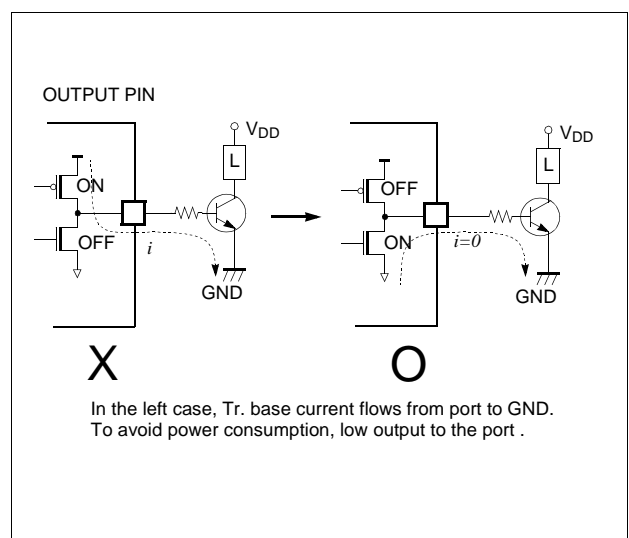 OUTPUT PIN
VDD
L
ON
OFF
i
GND
X
VDD
L
OFF
ON
i=0
GND
O
In the left case, Tr. base current flows from port to GND.
To avoid power consumption, low output to the port .